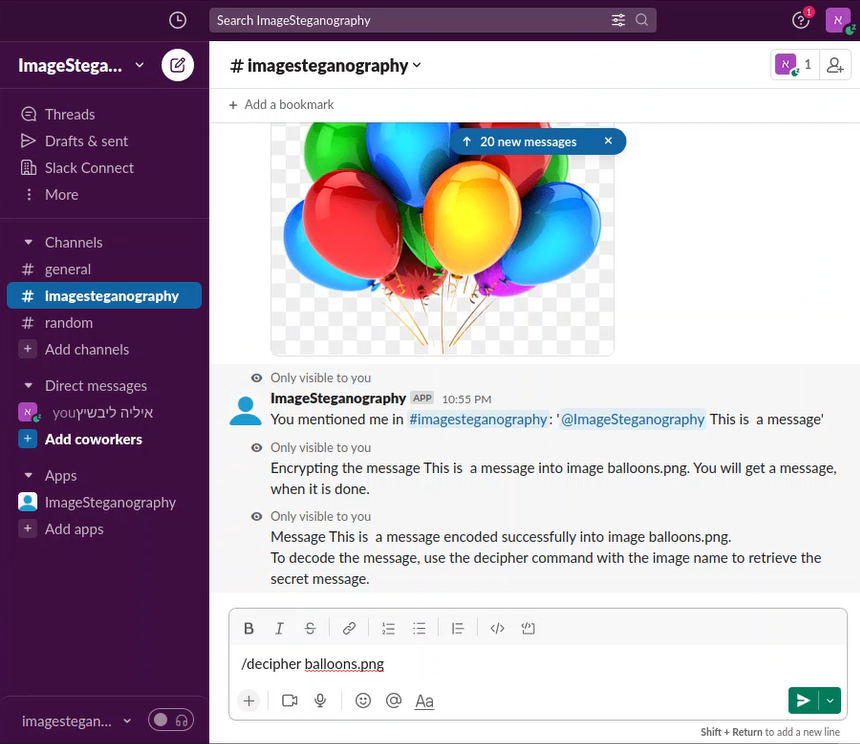 Search ImageSteganography
1
א
ImageStega...
# imagesteganography
א
1
Add a bookmark
Threads
Drafts & sent
Slack Connect
More
20 new messages
Channels
# general
# imagesteganography
# random
Add channels
Direct messages
א
איליה ליבשיץ you
Add coworkers
Apps
ImageSteganography
Add apps
Only visible to you
ImageSteganography APP 10:55 PM
You mentioned me in #imagesteganography: '@ImageSteganography This is  a message'
Only visible to you
Encrypting the message This is  a message into image balloons.png. You will get a message,
when it is done.
Only visible to you
Message This is  a message encoded successfully into image balloons.png.
To decode the message, use the decipher command with the image name to retrieve the
secret message.
B I S
/decipher balloons.png
@ Aa
imagestegan...
Shift + Return to add a new line